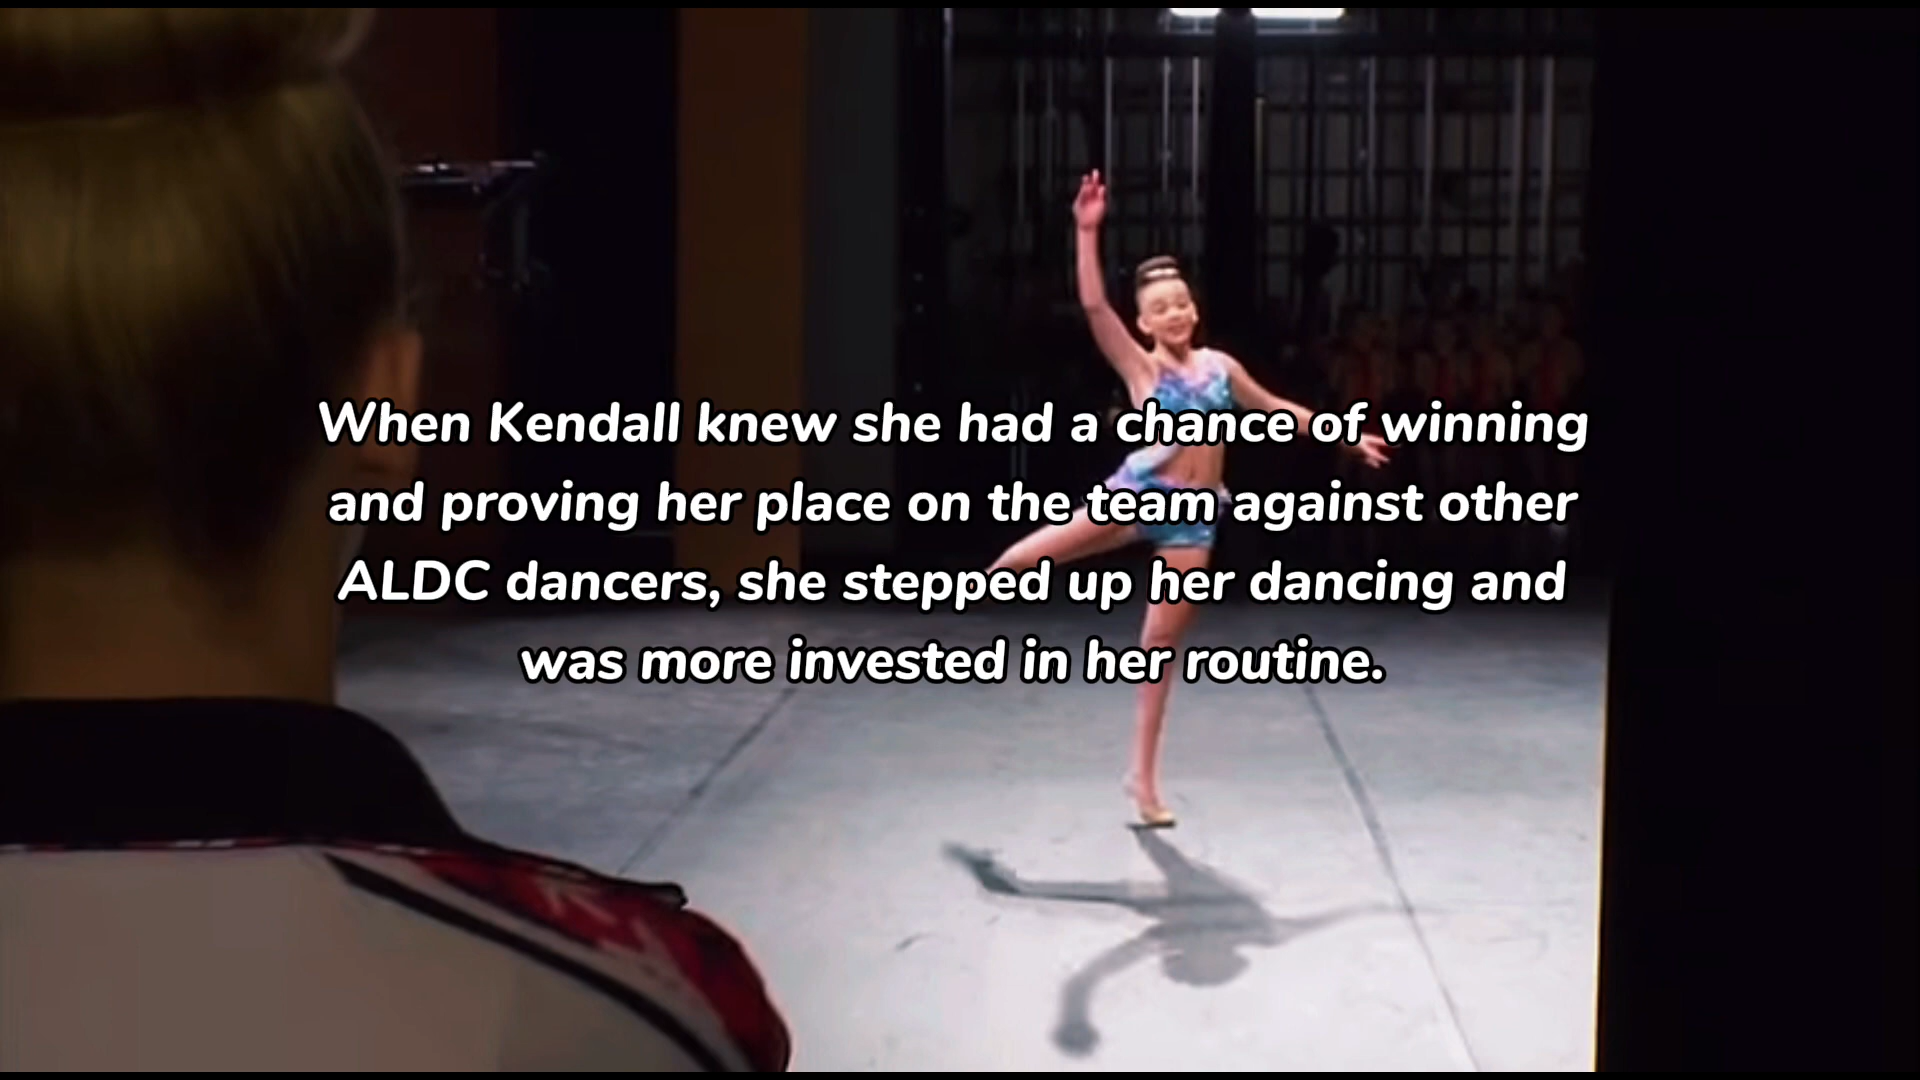 When Kendall knew she had a chance of winning
and proving her place on the team against other
ALDC dancers, she stepped up her dancing and
was more invested in her routine.